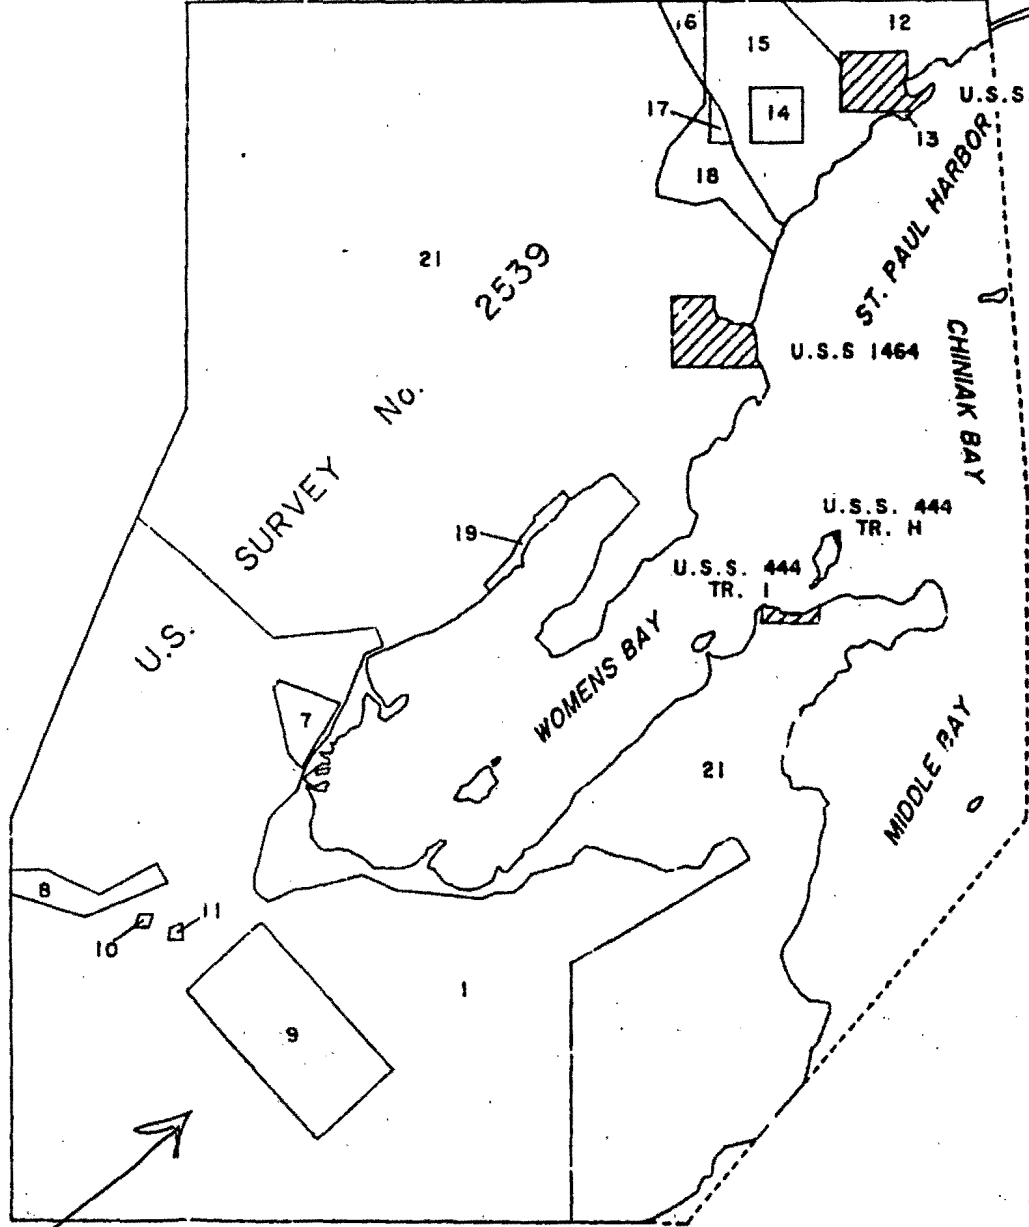 16
15
12
U.S.S.
17
14
13
18
ST. PAUL HARBOR
21
2539
U.S.S 1464
CHINIAK BAY
No.
SURVEY
19
U.S.S. 444
TR. H
U.S.S. 444
TR. I
U.S.
WOMENS BAY
7
21
MIDDLE BAY
8
11
10
1
9